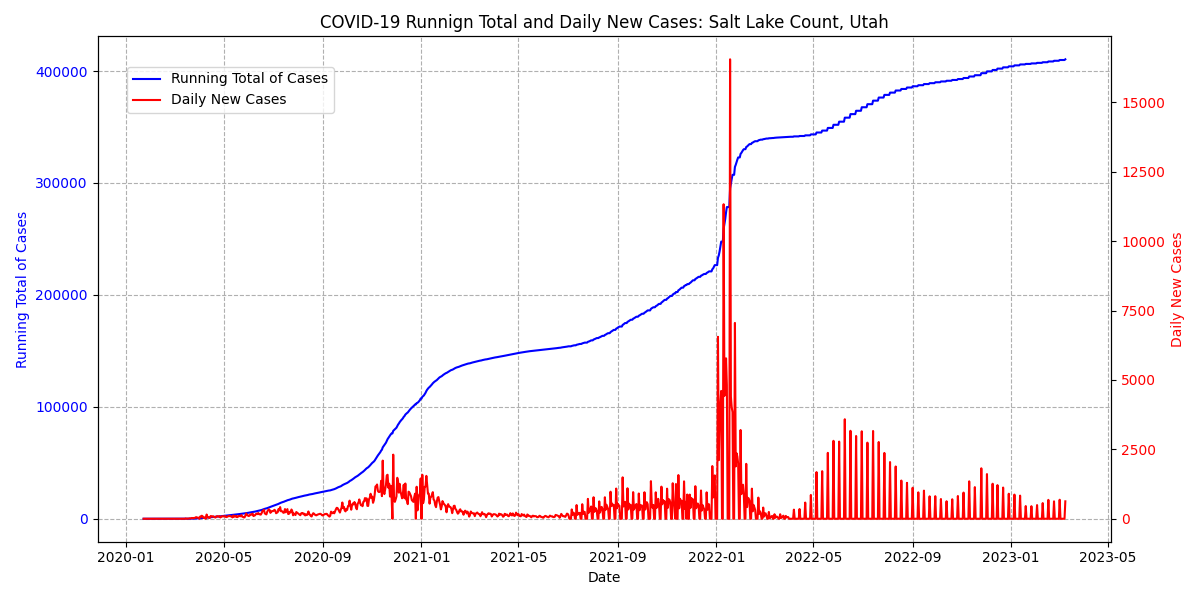 COVID-19 Runnign Total and Daily New Cases: Salt Lake Count, Utah
Running Total of Cases
Daily New Cases
400000
300000
200000
100000
0
Running Total of Cases
15000
12500
10000
7500
5000
2500
0
Daily New Cases
2020-01 2020-05 2020-09 2021-01 2021-05 2021-09 2022-01 2022-05 2022-09 2023-01 2023-05
Date